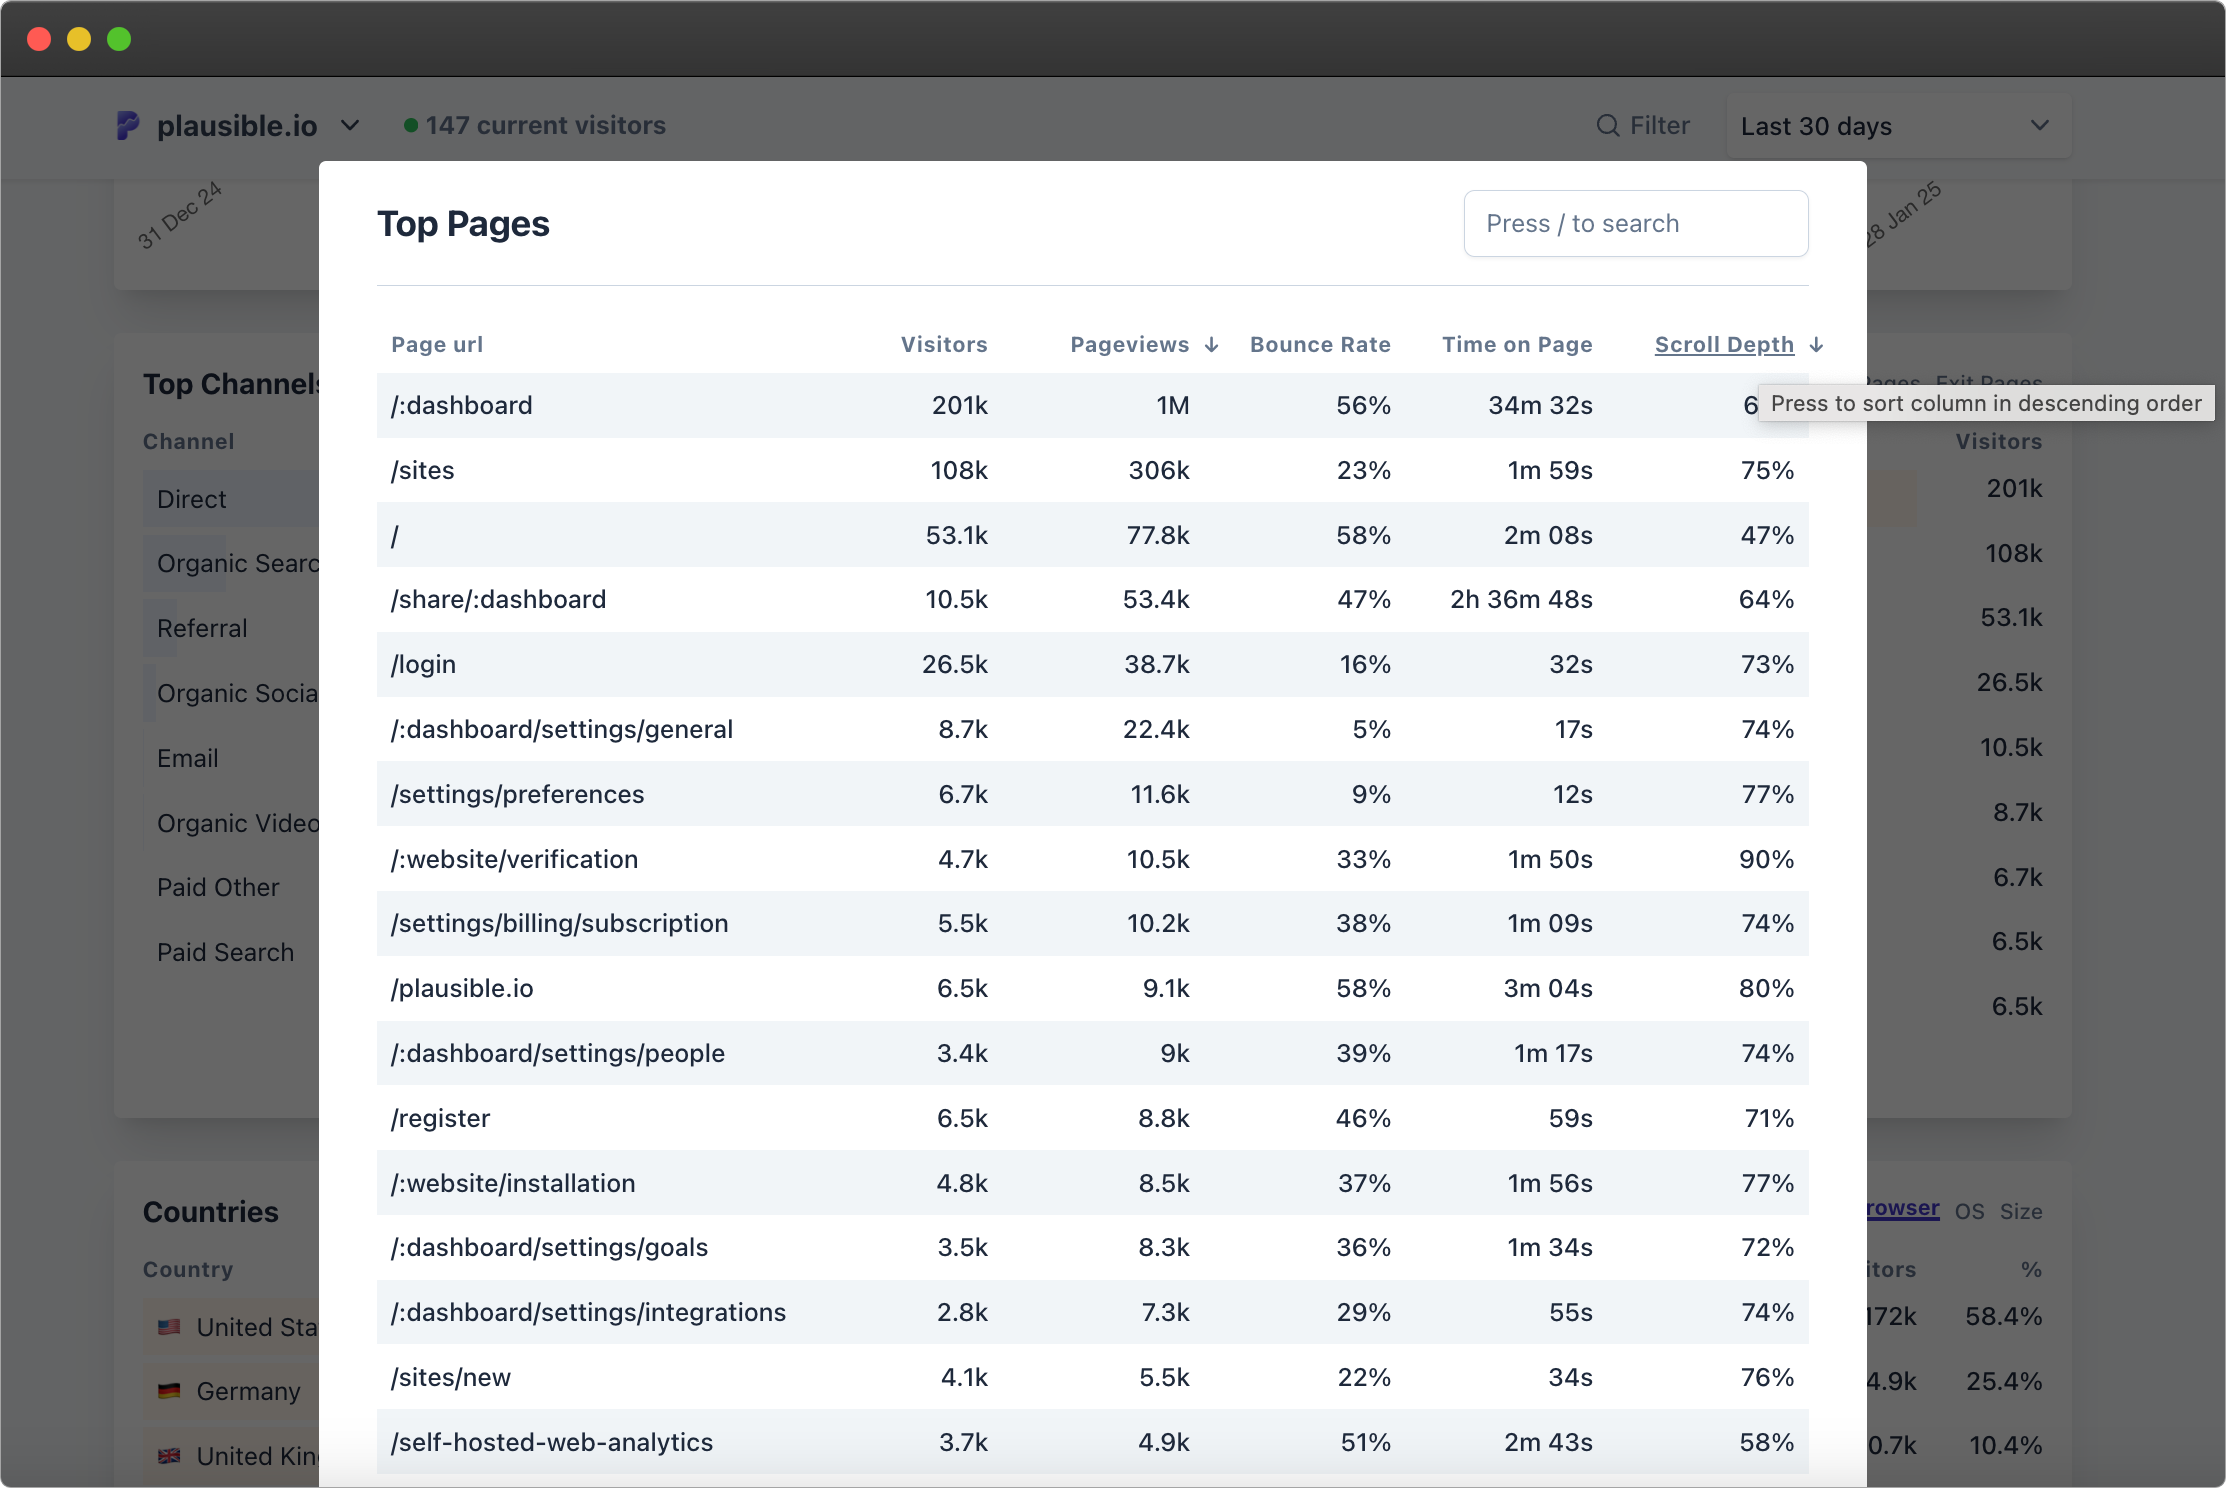 plausible.io
147 current visitors
Filter
Last 30 days
31 Dec 24
28 Jan 25
Top Pages
Press / to search
Page url Visitors Pageviews ↓ Bounce Rate Time on Page Scroll Depth ↓
/:dashboard 201k 1M 56% 34m 32s 6
Press to sort column in descending order
/sites 108k 306k 23% 1m 59s 75%
/ 53.1k 77.8k 58% 2m 08s 47%
/share/:dashboard 10.5k 53.4k 47% 2h 36m 48s 64%
/login 26.5k 38.7k 16% 32s 73%
/:dashboard/settings/general 8.7k 22.4k 5% 17s 74%
/settings/preferences 6.7k 11.6k 9% 12s 77%
/:website/verification 4.7k 10.5k 33% 1m 50s 90%
/settings/billing/subscription 5.5k 10.2k 38% 1m 09s 74%
/plausible.io 6.5k 9.1k 58% 3m 04s 80%
/:dashboard/settings/people 3.4k 9k 39% 1m 17s 74%
/register 6.5k 8.8k 46% 59s 71%
/:website/installation 4.8k 8.5k 37% 1m 56s 77%
/:dashboard/settings/goals 3.5k 8.3k 36% 1m 34s 72%
/:dashboard/settings/integrations 2.8k 7.3k 29% 55s 74%
/sites/new 4.1k 5.5k 22% 34s 76%
/self-hosted-web-analytics 3.7k 4.9k 51% 2m 43s 58%
Top Channels
Channel
Direct
Organic Searc
Referral
Organic Socia
Email
Organic Video
Paid Other
Paid Search
Pages Exit Pages
Visitors
201k
108k
53.1k
26.5k
10.5k
8.7k
6.7k
6.5k
6.5k
Countries
Country
United Sta
Germany
United Kin
rowser OS Size
itors %
172k 58.4%
4.9k 25.4%
0.7k 10.4%